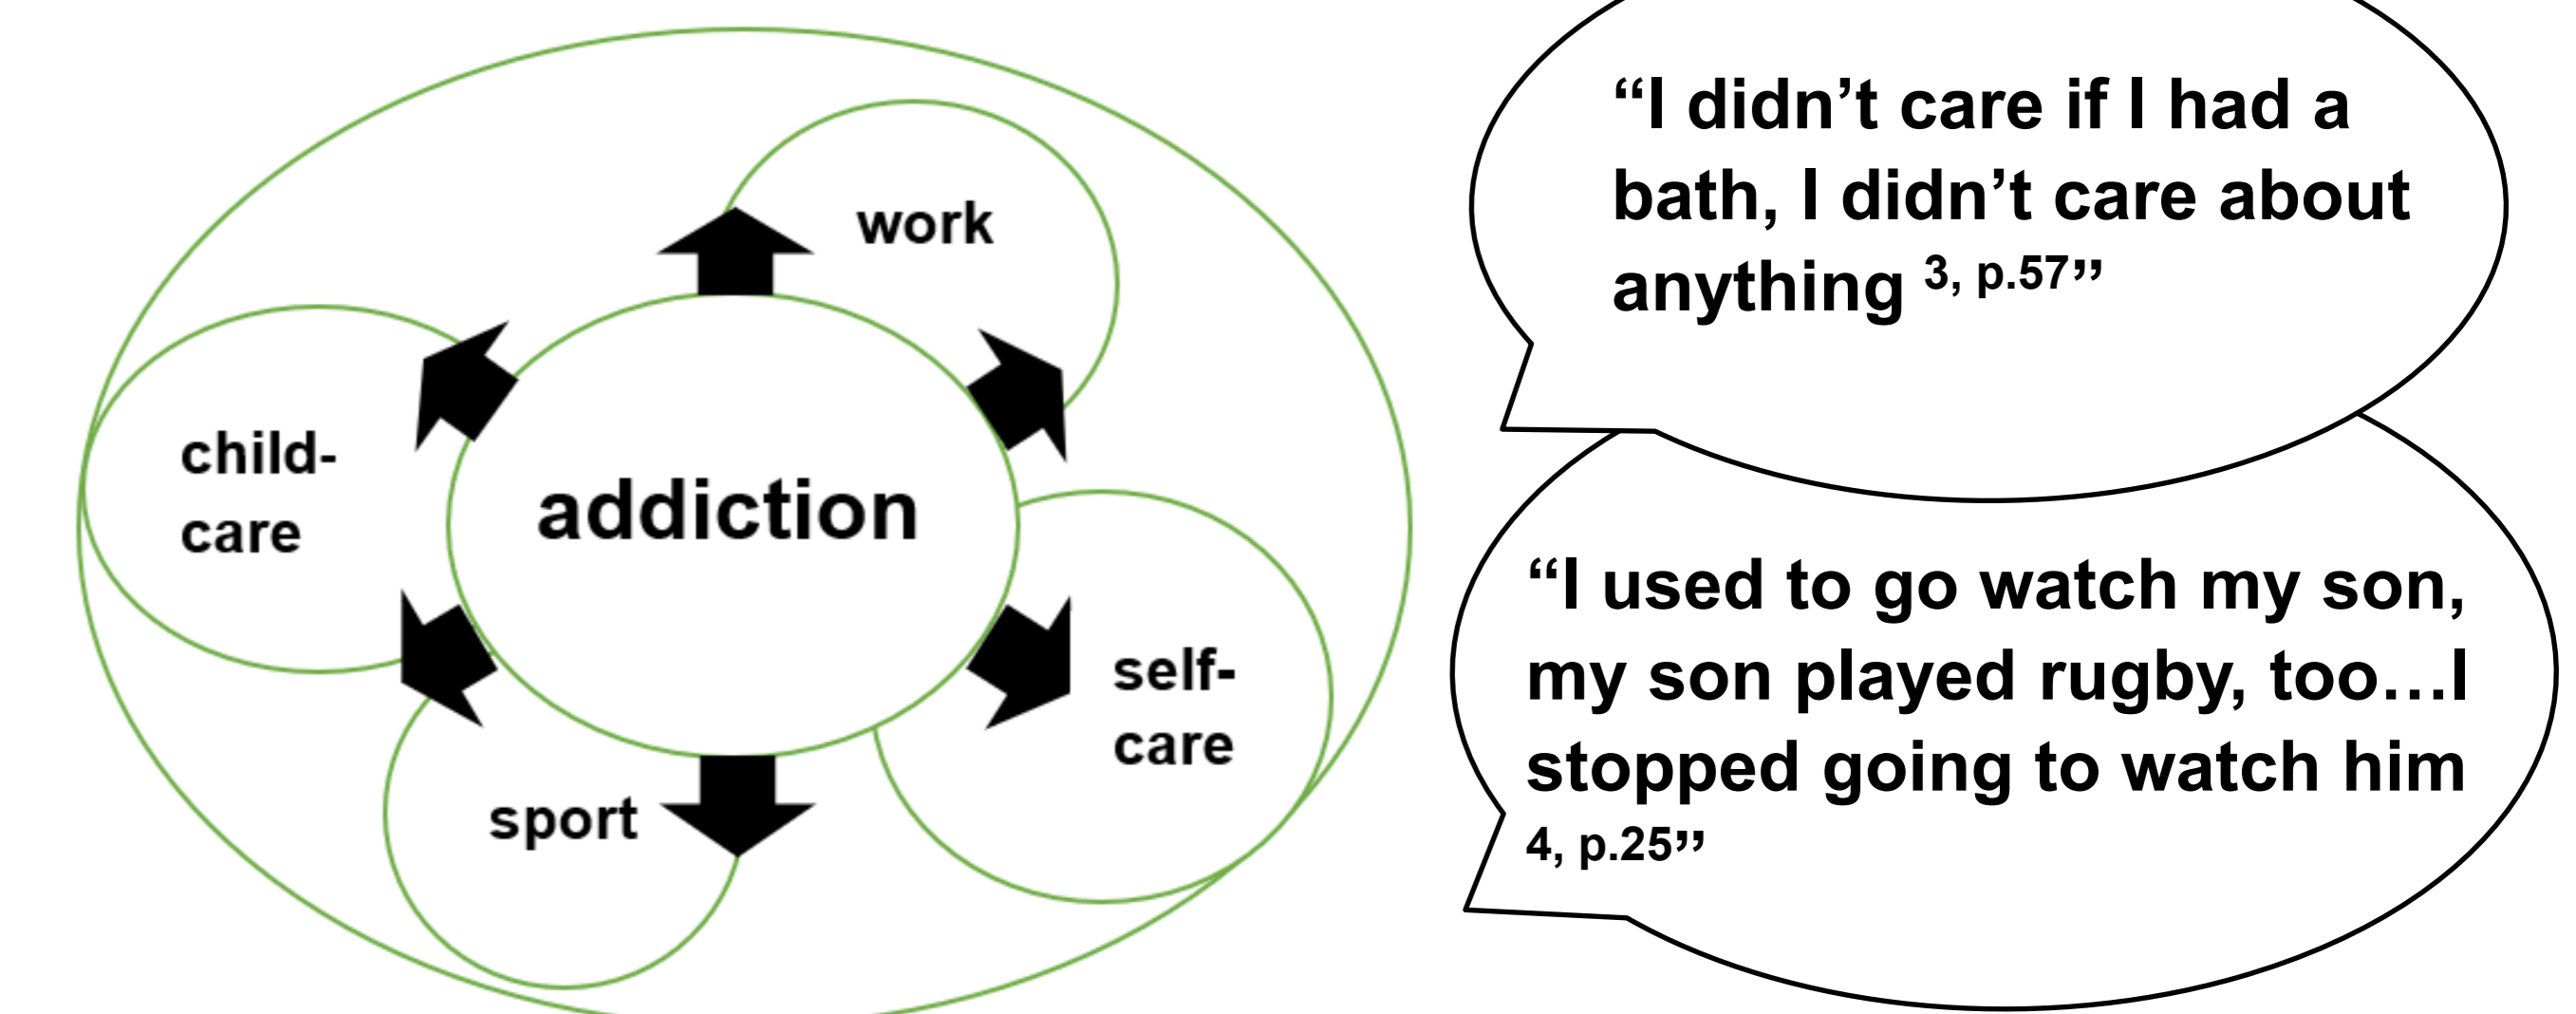 work
child-
care
addiction
self-
care
sport
“I didn’t care if I had a
bath, I didn’t care about
anything 3, p.57”
“I used to go watch my son,
my son played rugby, too…I
stopped going to watch him
4, p.25”